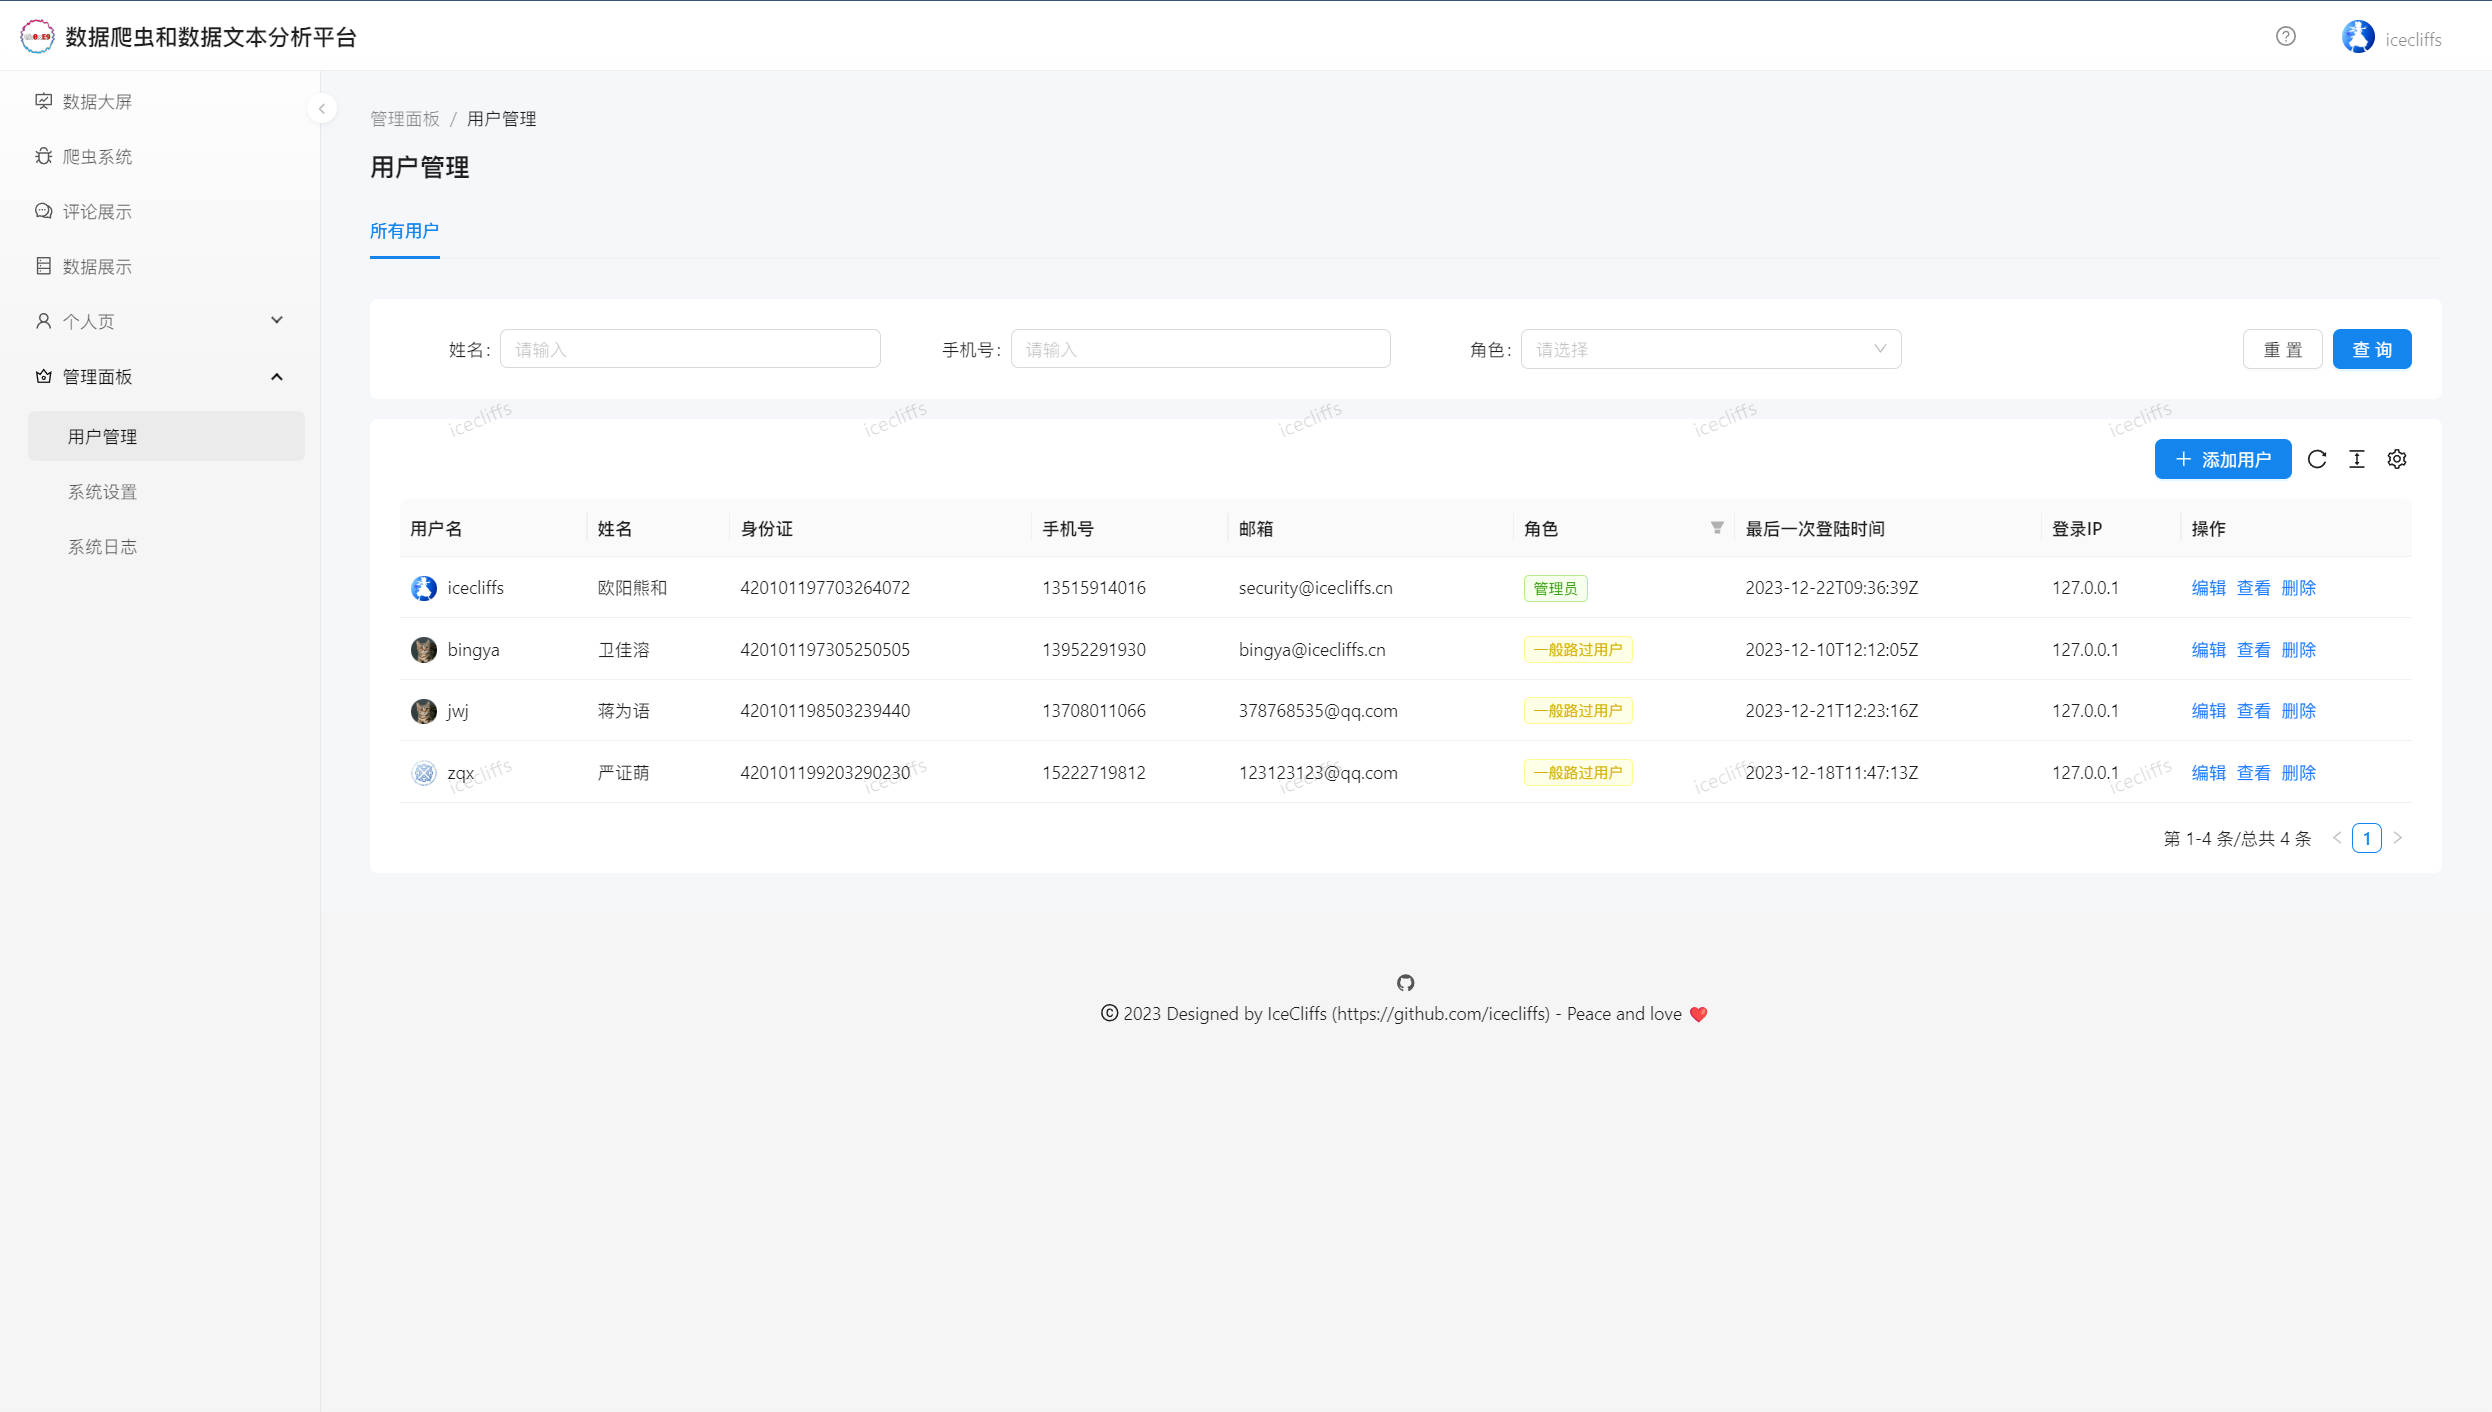 数据爬虫和数据文本分析平台
icecliffs
数据大屏
爬虫系统
评论展示
数据展示
个人页
管理面板
用户管理
系统设置
系统日志
管理面板 / 用户管理
用户管理
所有用户
姓名: 请输入 手机号: 请输入 角色: 请选择 重 置 查 询
icecliffs icecliffs icecliffs icecliffs icecliffs
添加用户
用户名 姓名 身份证 手机号 邮箱 角色 最后一次登陆时间 登录IP 操作
icecliffs 欧阳熊和 420101197703264072 13515914016 security@icecliffs.cn 管理员 2023-12-22T09:36:39Z 127.0.0.1 编辑 查看 删除
bingya 卫佳溶 420101197305250505 13952291930 bingya@icecliffs.cn 一般路过用户 2023-12-10T12:12:05Z 127.0.0.1 编辑 查看 删除
jwj 蒋为语 420101198503239440 13708011066 378768535@qq.com 一般路过用户 2023-12-21T12:23:16Z 127.0.0.1 编辑 查看 删除
zqx 严证萌 420101199203290230 15222719812 123123123@qq.com 一般路过用户 2023-12-18T11:47:13Z 127.0.0.1 编辑 查看 删除
icecliffs icecliffs icecliffs icecliffs icecliffs
第 1-4 条/总共 4 条 < 1 >
© 2023 Designed by IceCliffs (https://github.com/icecliffs) - Peace and love ❤️